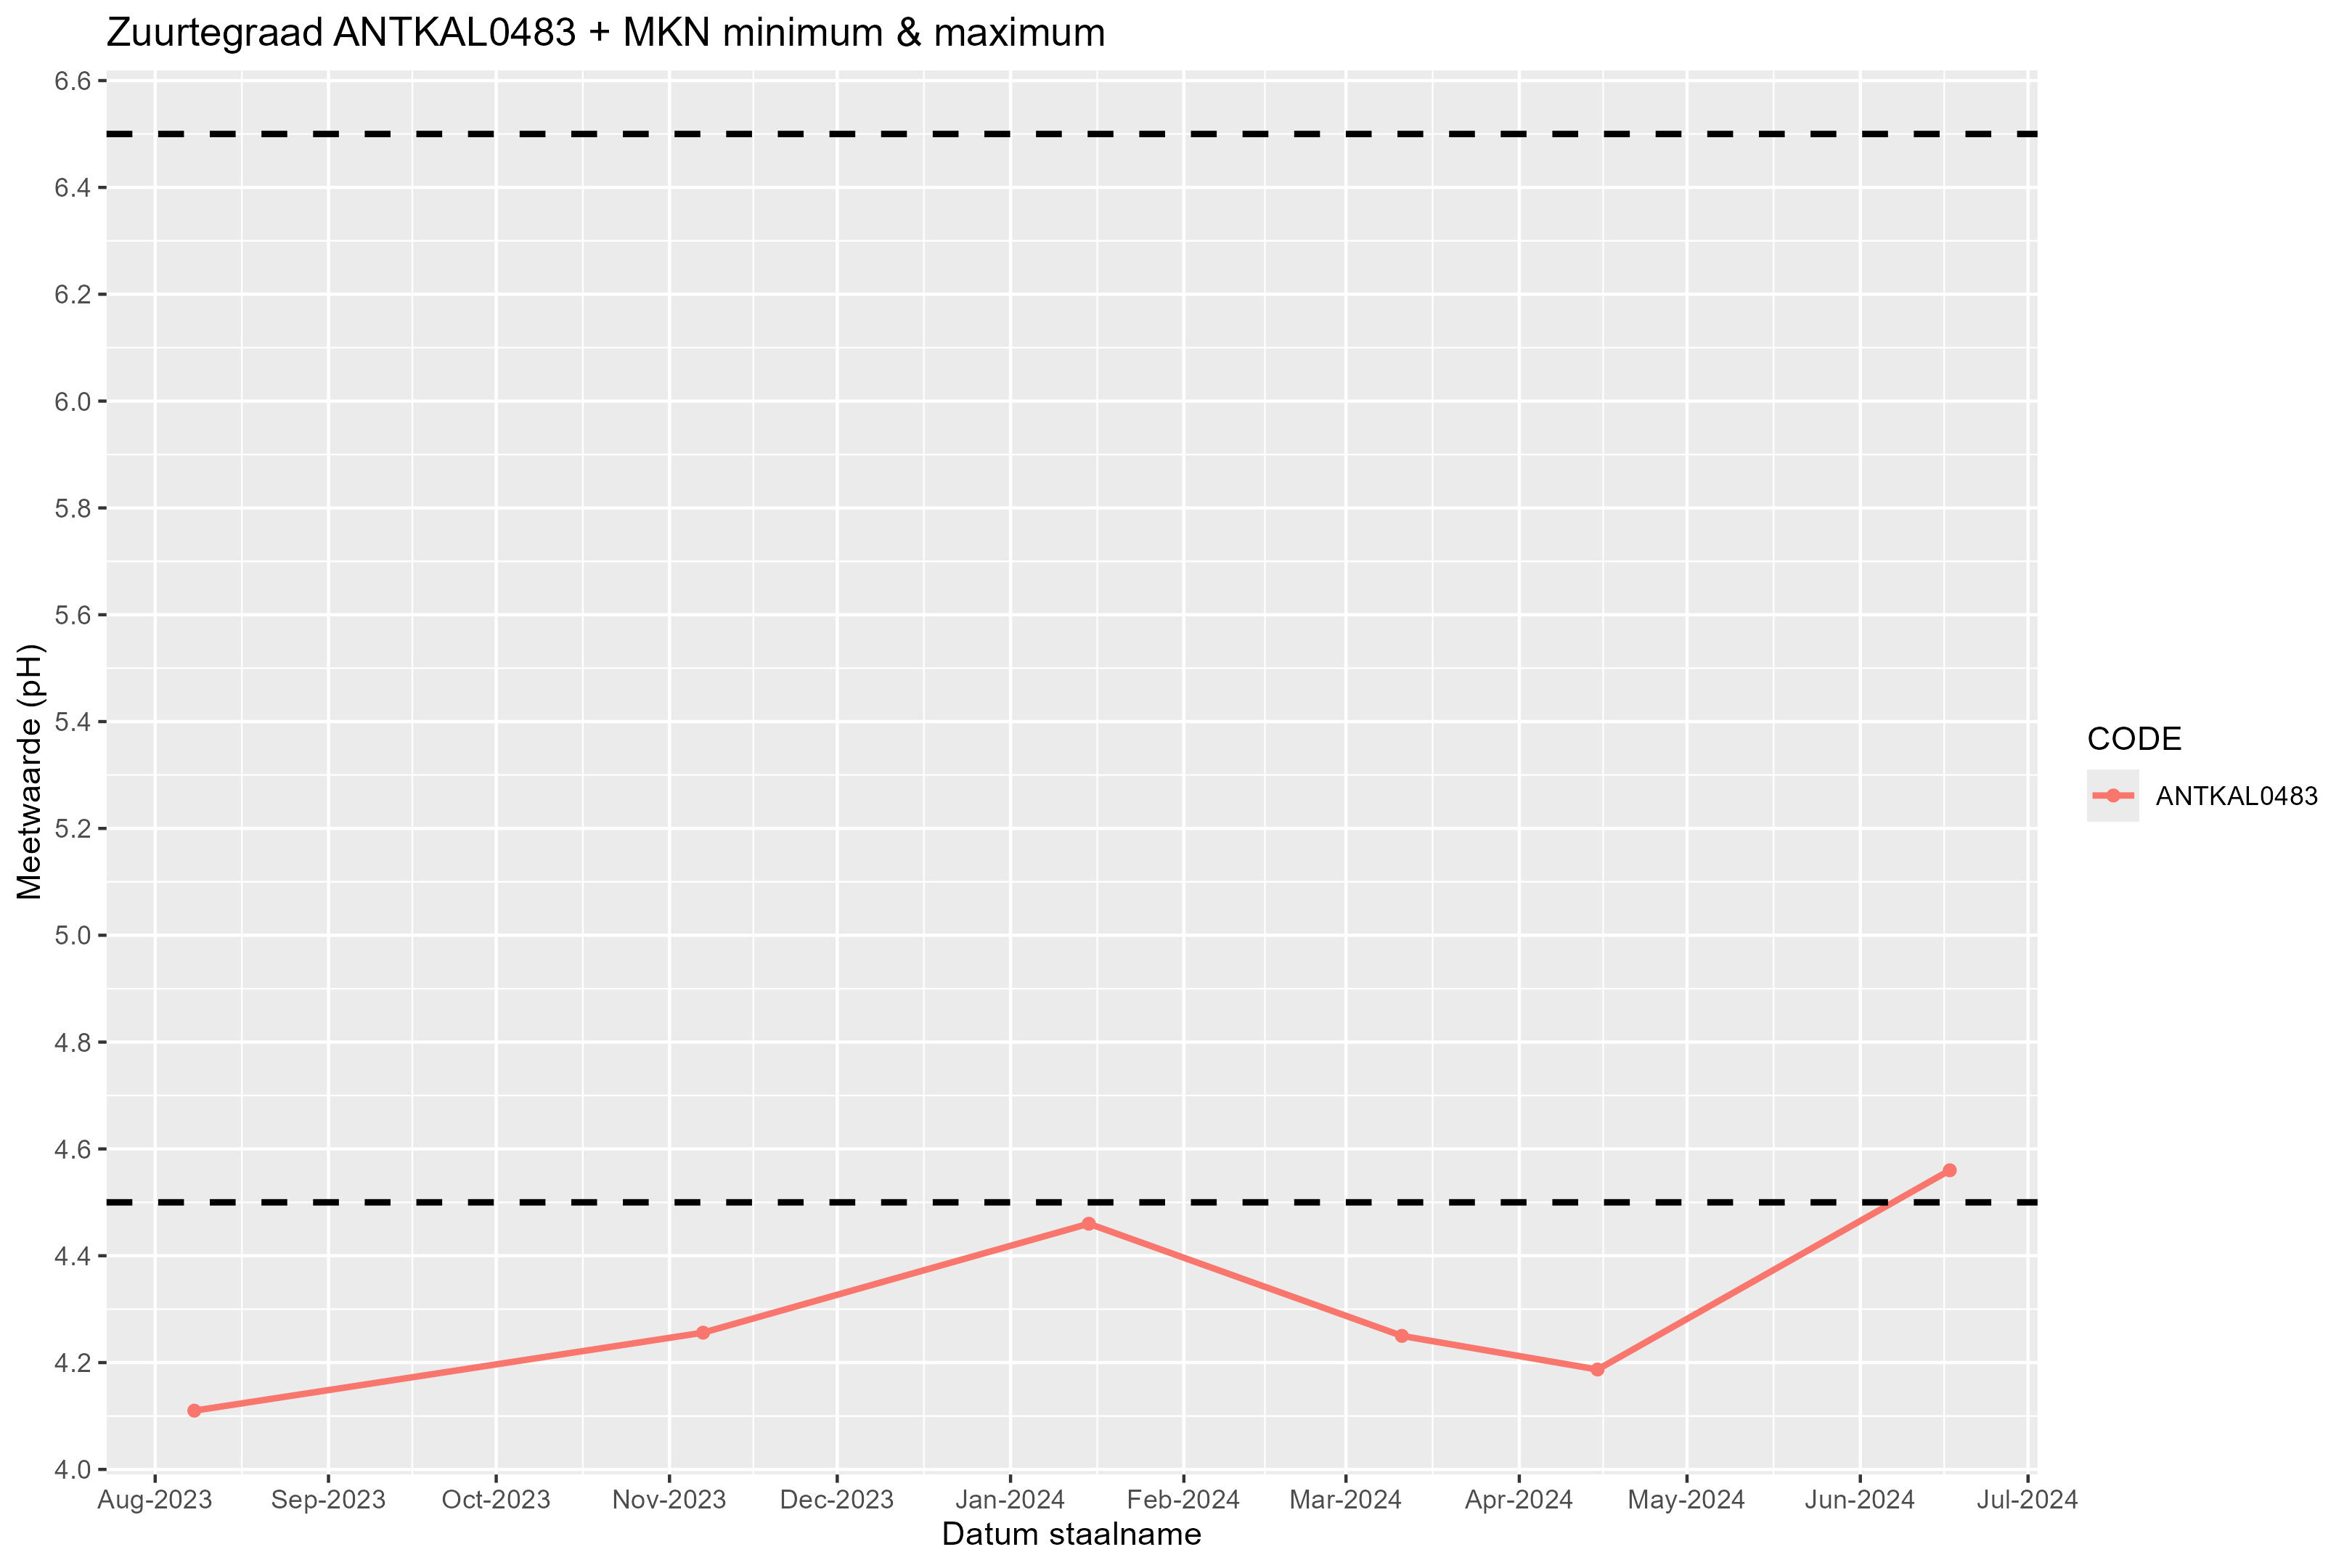 Zuurtegraad ANTKAL0483 + MKN minimum & maximum
Meetwaarde (pH)
6.6
6.4
6.2
6.0
5.8
5.6
5.4
5.2
5.0
4.8
4.6
4.4
4.2
4.0
Aug-2023 Sep-2023 Oct-2023 Nov-2023 Dec-2023 Jan-2024 Feb-2024 Mar-2024 Apr-2024 May-2024 Jun-2024 Jul-2024
Datum staalname
CODE
ANTKAL0483